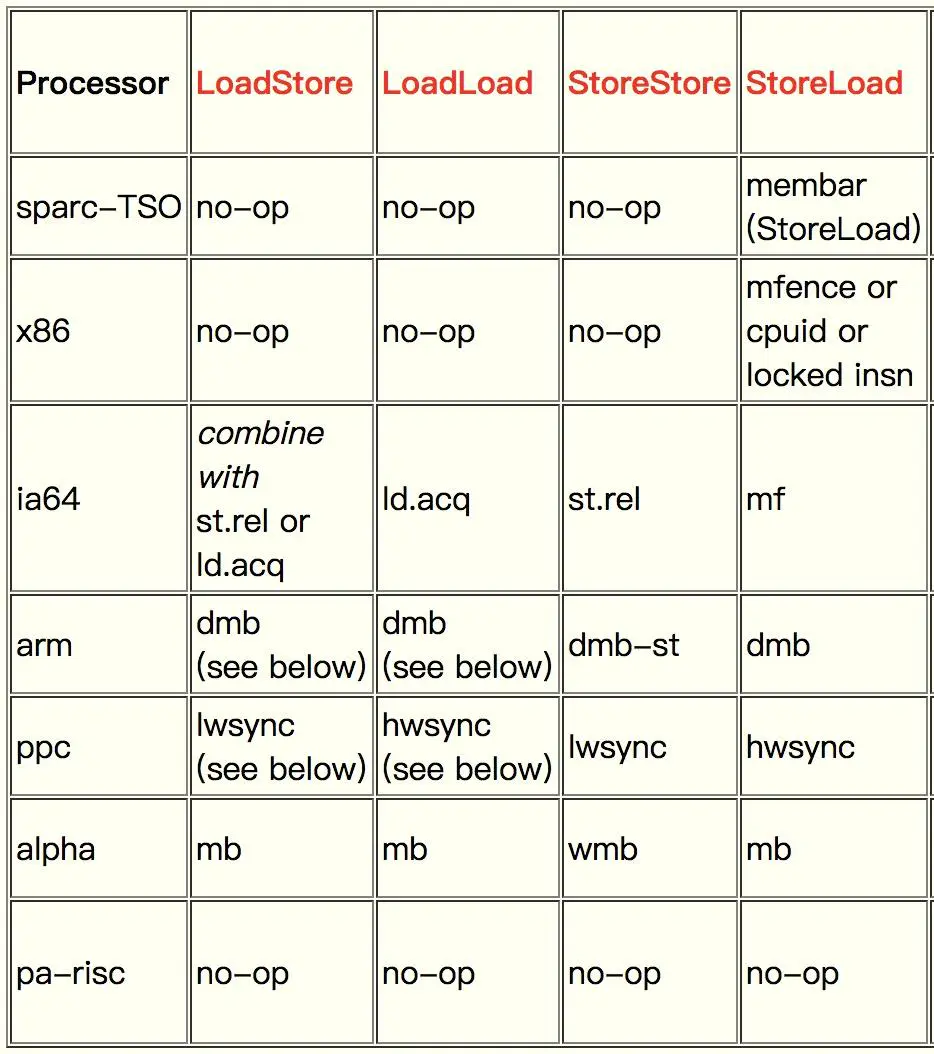 Processor LoadStore LoadLoad StoreStore StoreLoad
sparc-TSO no-op no-op no-op membar
(StoreLoad)
x86 no-op no-op no-op mfence or
cpuid or
locked insn
ia64 combine
with
st.rel or
ld.acq ld.acq st.rel mf
arm dmb
(see below) dmb
(see below) dmb-st dmb
ppc lwsync
(see below) hwsync
(see below) lwsync hwsync
alpha mb mb wmb mb
pa-risc no-op no-op no-op no-op